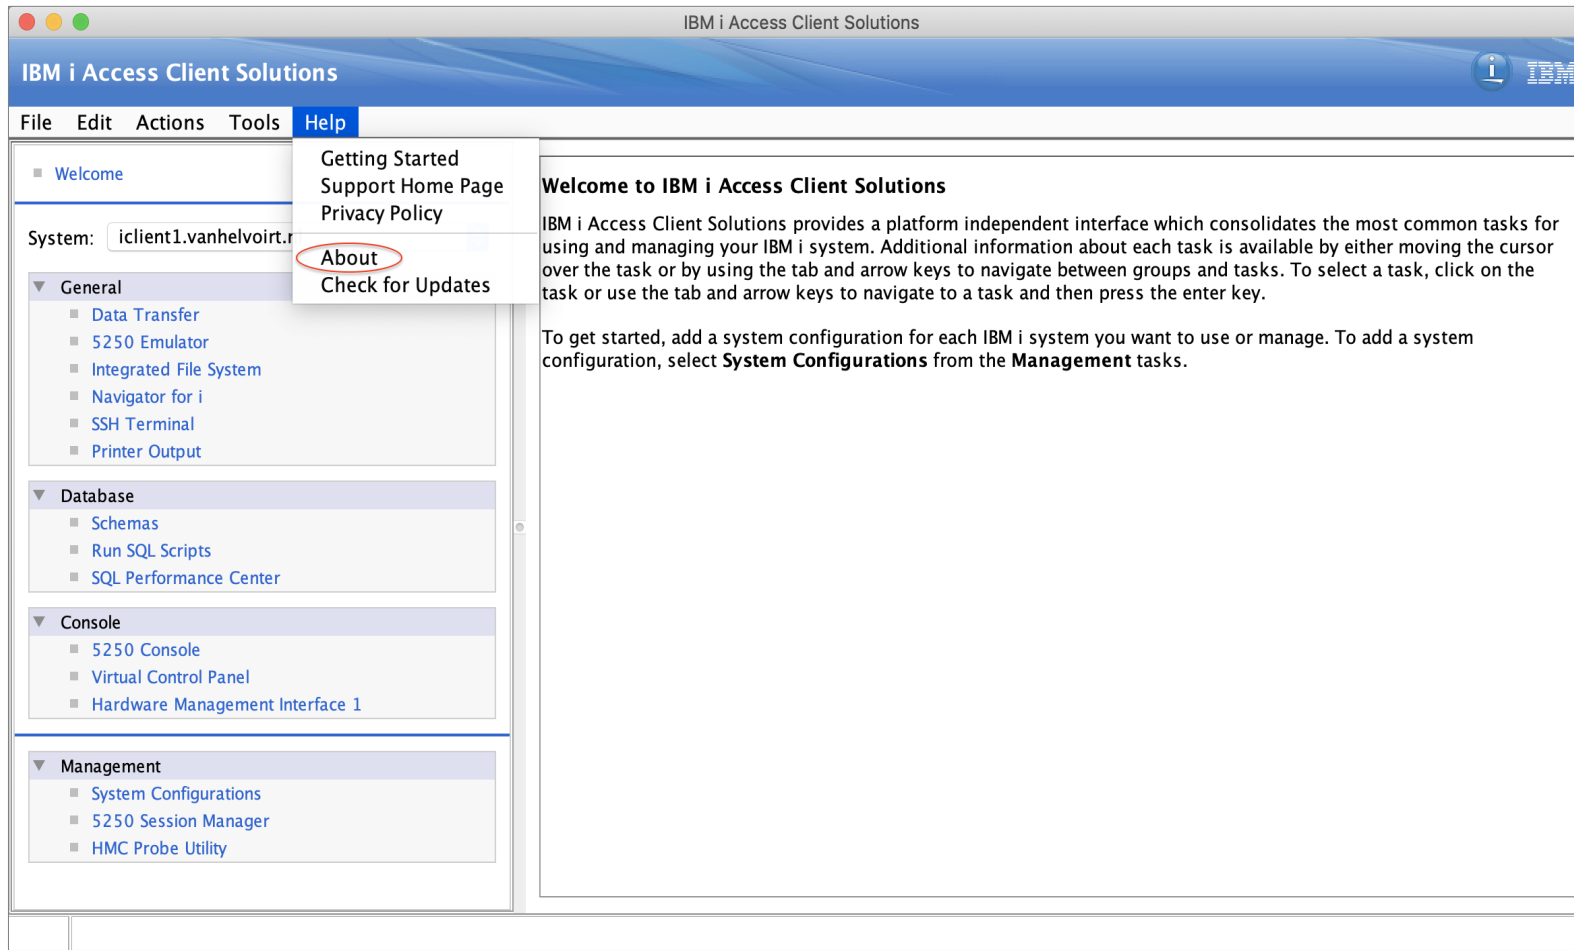 IBM i Access Client Solutions
IBM i Access Client Solutions
IBM
File Edit Actions Tools Help
Getting Started
Support Home Page
Privacy Policy
About
Check for Updates
Welcome
System: iclient1.vanhelvoirt.
General
Data Transfer
5250 Emulator
Integrated File System
Navigator for i
SSH Terminal
Printer Output
Database
Schemas
Run SQL Scripts
SQL Performance Center
Console
5250 Console
Virtual Control Panel
Hardware Management Interface 1
Management
System Configurations
5250 Session Manager
HMC Probe Utility
Welcome to IBM i Access Client Solutions
IBM i Access Client Solutions provides a platform independent interface which consolidates the most common tasks for
using and managing your IBM i system. Additional information about each task is available by either moving the cursor
over the task or by using the tab and arrow keys to navigate between groups and tasks. To select a task, click on the
task or use the tab and arrow keys to navigate to a task and then press the enter key.
To get started, add a system configuration for each IBM i system you want to use or manage. To add a system
configuration, select System Configurations from the Management tasks.